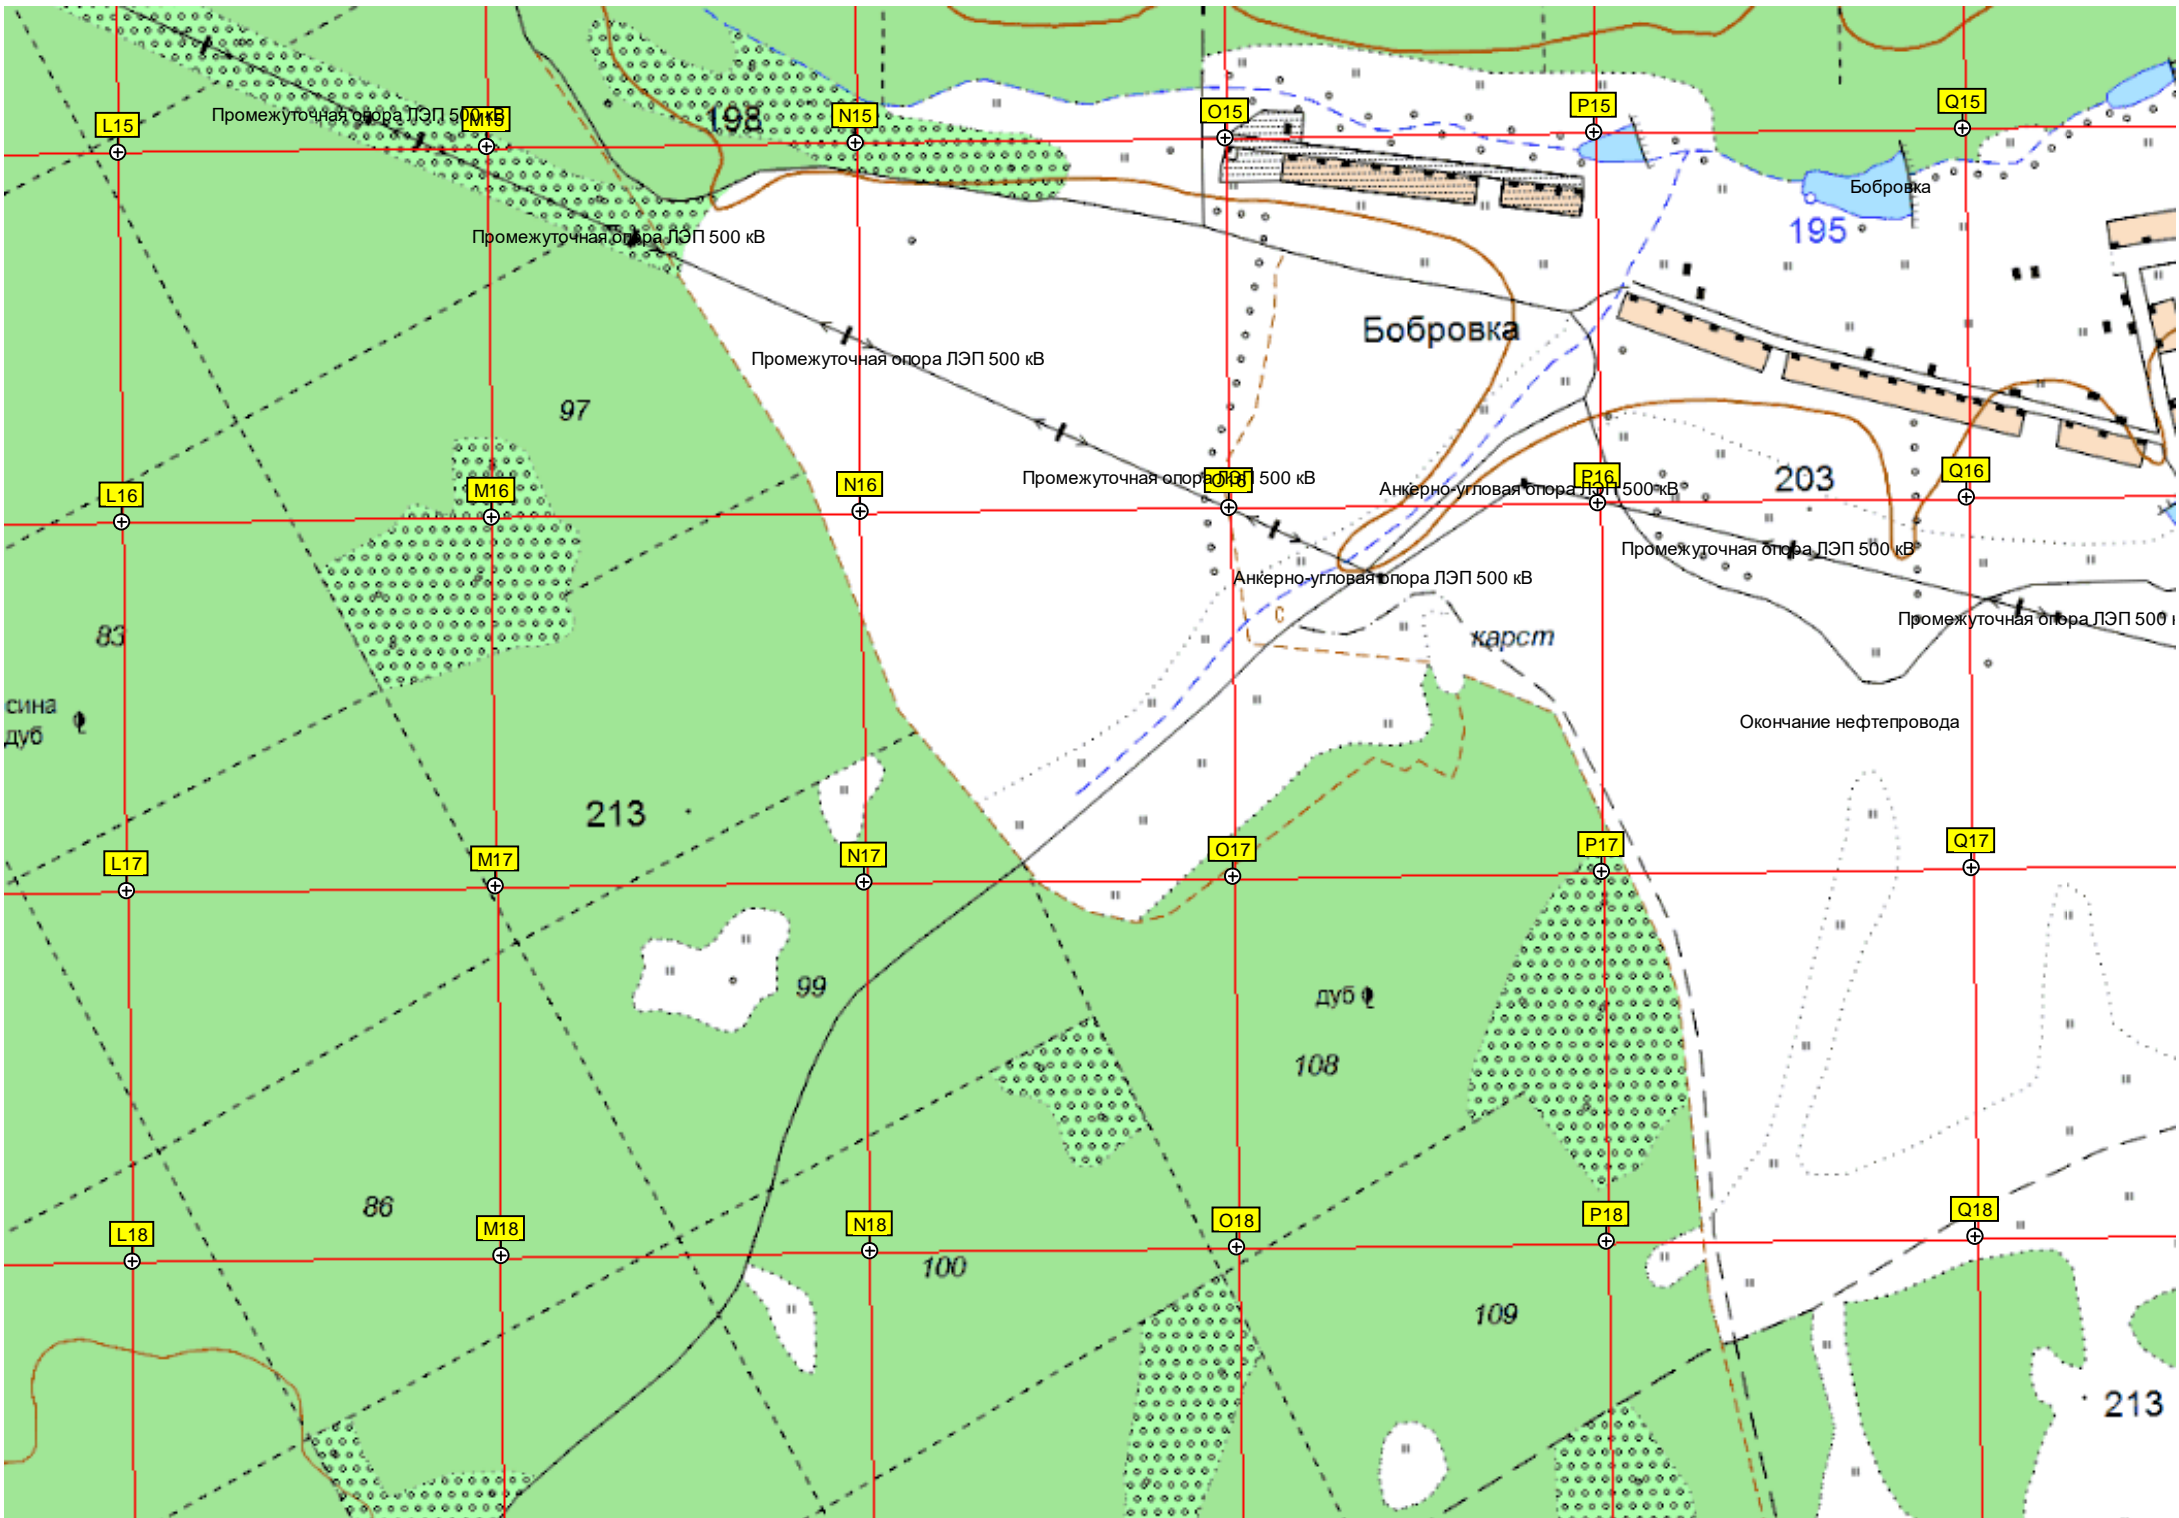 Q15
P15
O15
N15
Промежуточная опора ЛЭП 500 кВ
M15
198
L15
Бобровка
195
Промежуточная опора ЛЭП 500 кВ
Бобровка
Промежуточная опора ЛЭП 500 кВ
97
Q16
P16
Промежуточная опора ЛЭП 500 кВ
O16
203
N16
Анкерно-угловая опора ЛЭП 500 кВ
M16
L16
Промежуточная опора ЛЭП 500 кВ
Анкерно-угловая опора ЛЭП 500 кВ
С
Промежуточная опора ЛЭП 500
83
карст
сина
дуб
Окончание нефтепровода
213
Q17
P17
O17
N17
M17
L17
99
дуб
108
86
Q18
P18
O18
N18
M18
L18
100
109
213